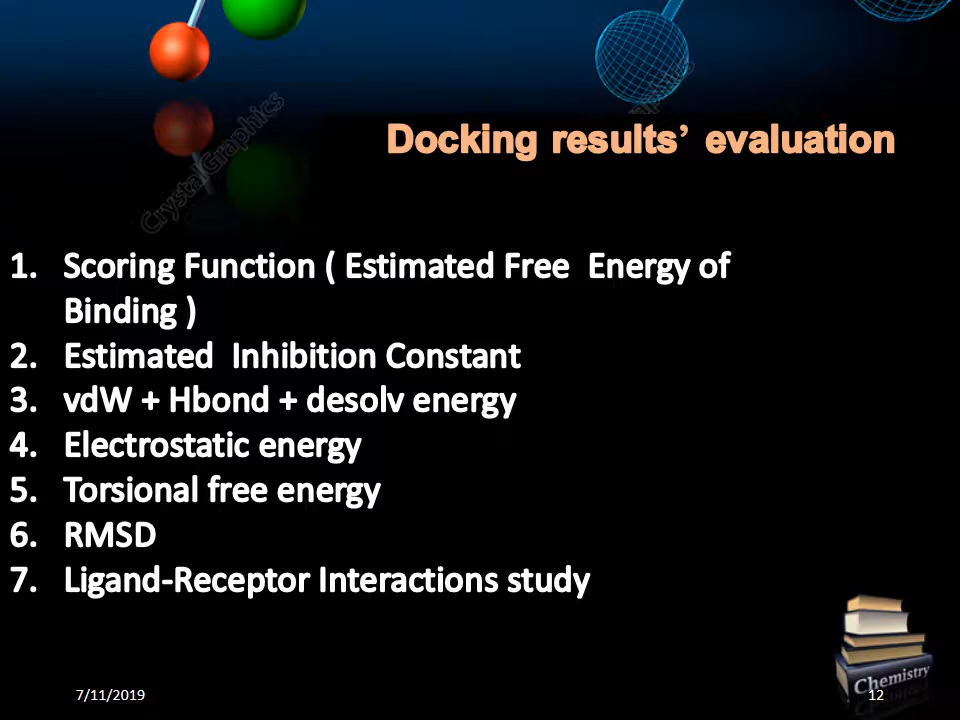 CrystalGraphics
Docking results’ evaluation
1. Scoring Function ( Estimated Free Energy of
Binding )
2. Estimated Inhibition Constant
3. vdW + Hbond + desolv energy
4. Electrostatic energy
5. Torsional free energy
6. RMSD
7. Ligand-Receptor Interactions study
Chemistry
7/11/2019
12